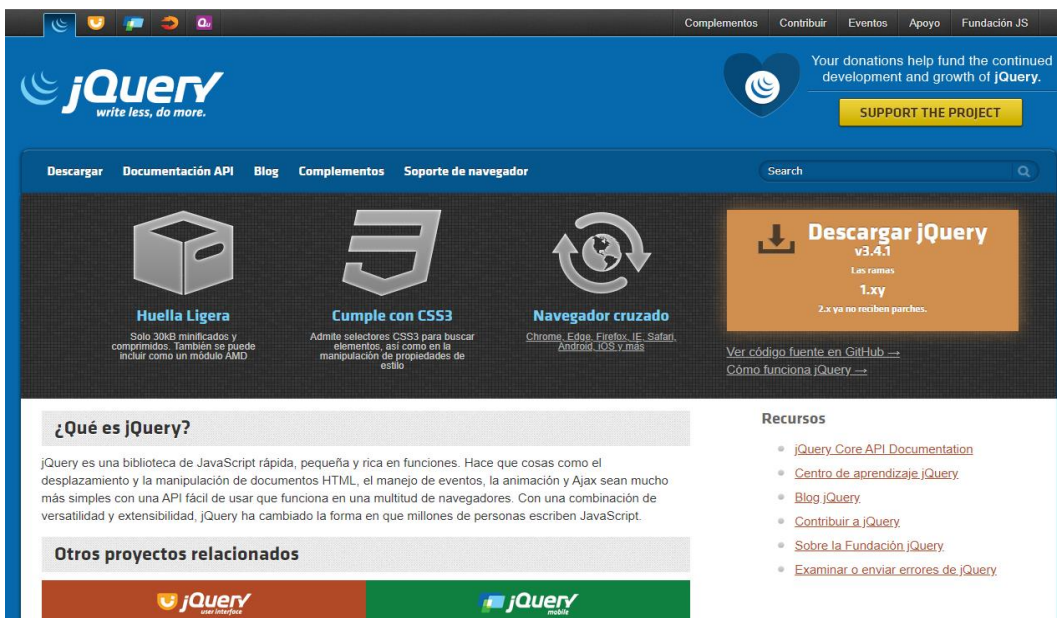 Complementos Contribuir Eventos Apoyo Fundación JS
jQuery
write less, do more.
Your donations help fund the continued
development and growth of jQuery.
SUPPORT THE PROJECT
Descargar Documentación API Blog Complementos Soporte de navegador
Search
Huella Ligera
Solo 30kB minificados y
comprimidos. También se puede
incluir como un módulo AMD
Cumple con CSS3
Admite selectores CSS3 para buscar
elementos, así como en la
manipulación de propiedades de
estilo
Navegador cruzado
Chrome, Edge, Firefox, IE, Safari,
Android, iOS y más
Descargar jQuery
v3.4.1
Las ramas
1.xy
2.x ya no reciben parches.
Ver código fuente en GitHub →
Cómo funciona jQuery →
¿Qué es jQuery?
jQuery es una biblioteca de JavaScript rápida, pequeña y rica en funciones. Hace que cosas como el
desplazamiento y la manipulación de documentos HTML, el manejo de eventos, la animación y Ajax sean mucho
más simples con una API fácil de usar que funciona en una multitud de navegadores. Con una combinación de
versatilidad y extensibilidad, jQuery ha cambiado la forma en que millones de personas escriben JavaScript.
Otros proyectos relacionados
jQuery
user interface
jQuery
mobile
Recursos
jQuery Core API Documentation
Centro de aprendizaje jQuery
Blog jQuery
Contribuir a jQuery
Sobre la Fundación jQuery
Examinar o enviar errores de jQuery